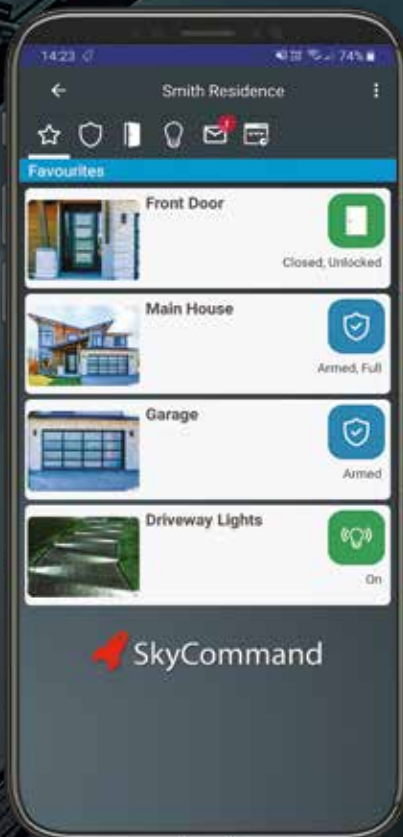 14:23 74%
Smith Residence
Favourites
Front Door
Closed, Unlocked
Main House
Armed, Full
Garage
Armed
Driveway Lights
On
SkyCommand